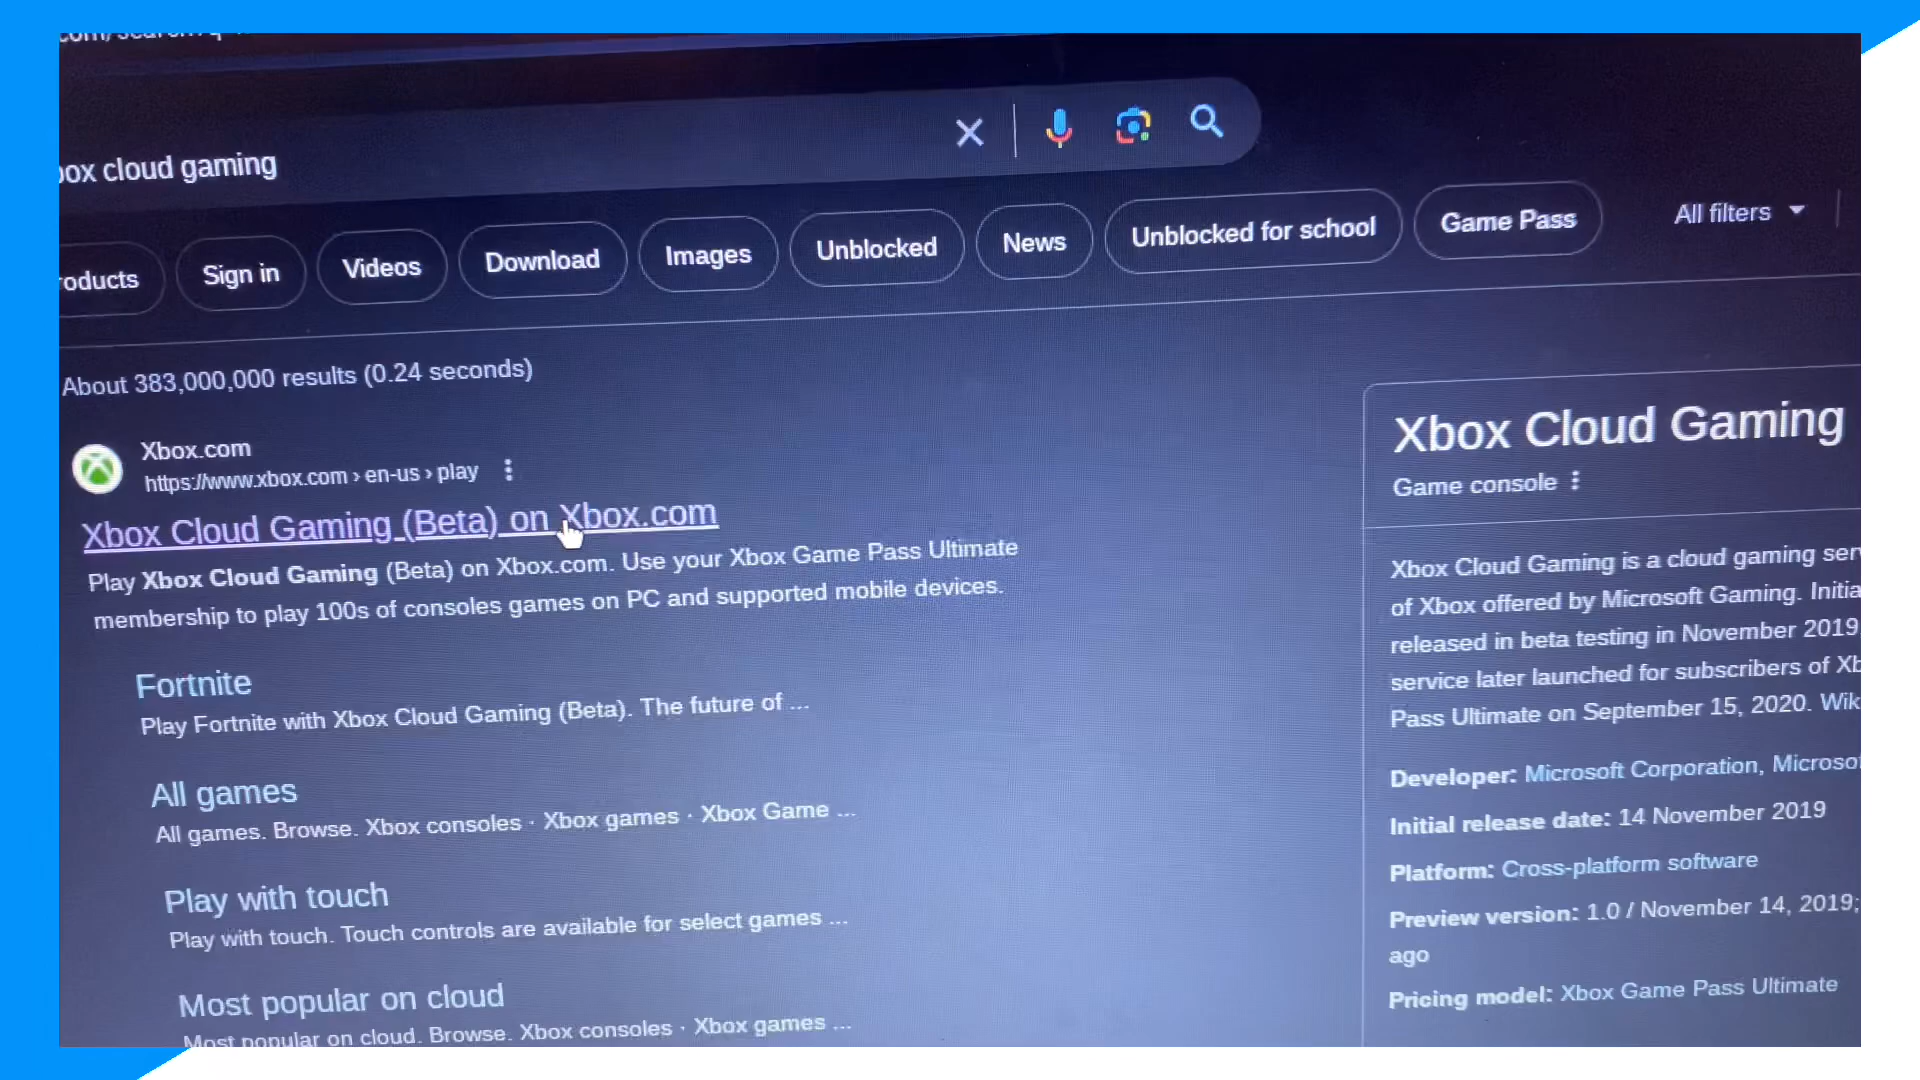 box cloud gaming
roducts
Sign in
Videos
Download
Images
Unblocked
News
Unblocked for school
Game Pass
All filters
About 383,000,000 results (0.24 seconds)
Xbox.com
https://www.xbox.com › en-us › play
Xbox Cloud Gaming (Beta) on Xbox.com
Play Xbox Cloud Gaming (Beta) on Xbox.com. Use your Xbox Game Pass Ultimate
membership to play 100s of consoles games on PC and supported mobile devices.
Fortnite
Play Fortnite with Xbox Cloud Gaming (Beta). The future of ...
All games
All games. Browse. Xbox consoles · Xbox games · Xbox Game ...
Play with touch
Play with touch. Touch controls are available for select games ...
Most popular on cloud
Most popular on cloud. Browse. Xbox consoles · Xbox games ...
Xbox Cloud Gaming
Game console
Xbox Cloud Gaming is a cloud gaming ser
of Xbox offered by Microsoft Gaming. Initia
released in beta testing in November 2019
service later launched for subscribers of Xb
Pass Ultimate on September 15, 2020. Wik
Developer: Microsoft Corporation, Microsof
Initial release date: 14 November 2019
Platform: Cross-platform software
Preview version: 1.0 / November 14, 2019;
ago
Pricing model: Xbox Game Pass Ultimate